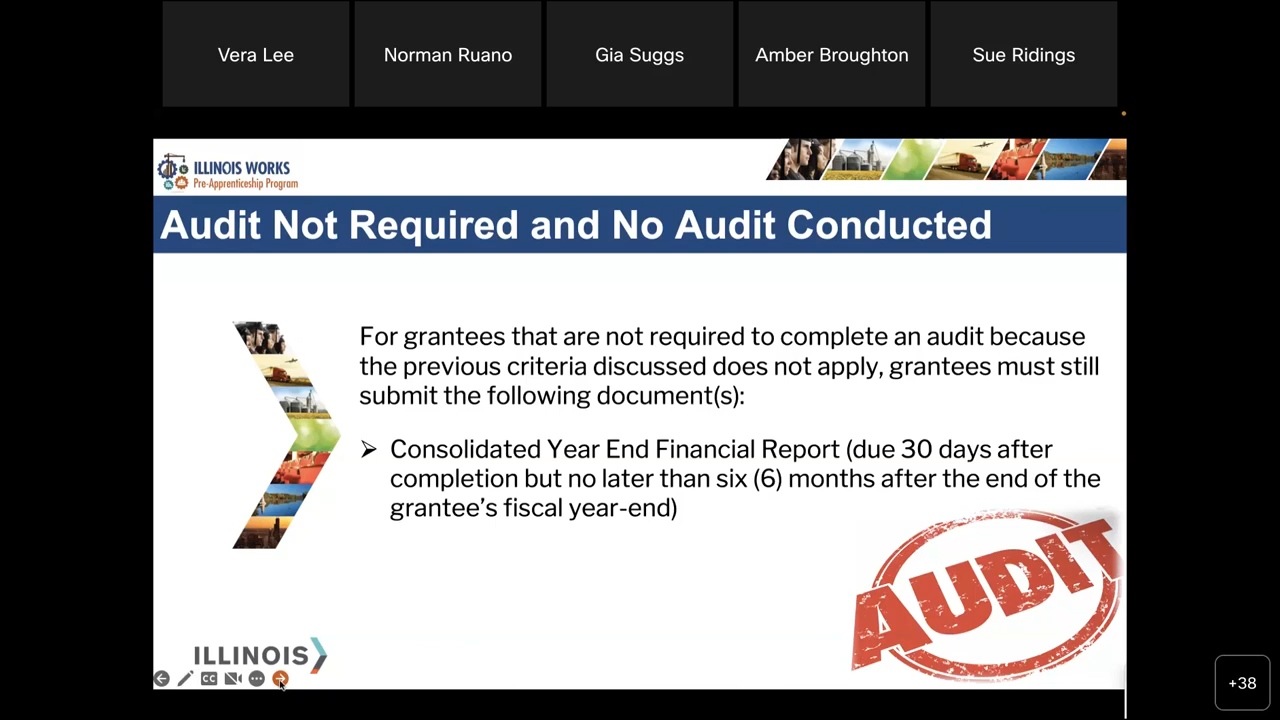 Vera Lee
Norman Ruano
Gia Suggs
Amber Broughton
Sue Ridings
ILLINOIS WORKS
Pre-Apprenticeship Program
Audit Not Required and No Audit Conducted
For grantees that are not required to complete an audit because
the previous criteria discussed does not apply, grantees must still
submit the following document(s):
➢ Consolidated Year End Financial Report (due 30 days after
completion but no later than six (6) months after the end of the
grantee's fiscal year-end)
AUDIT
ILLINOIS
CC
+38